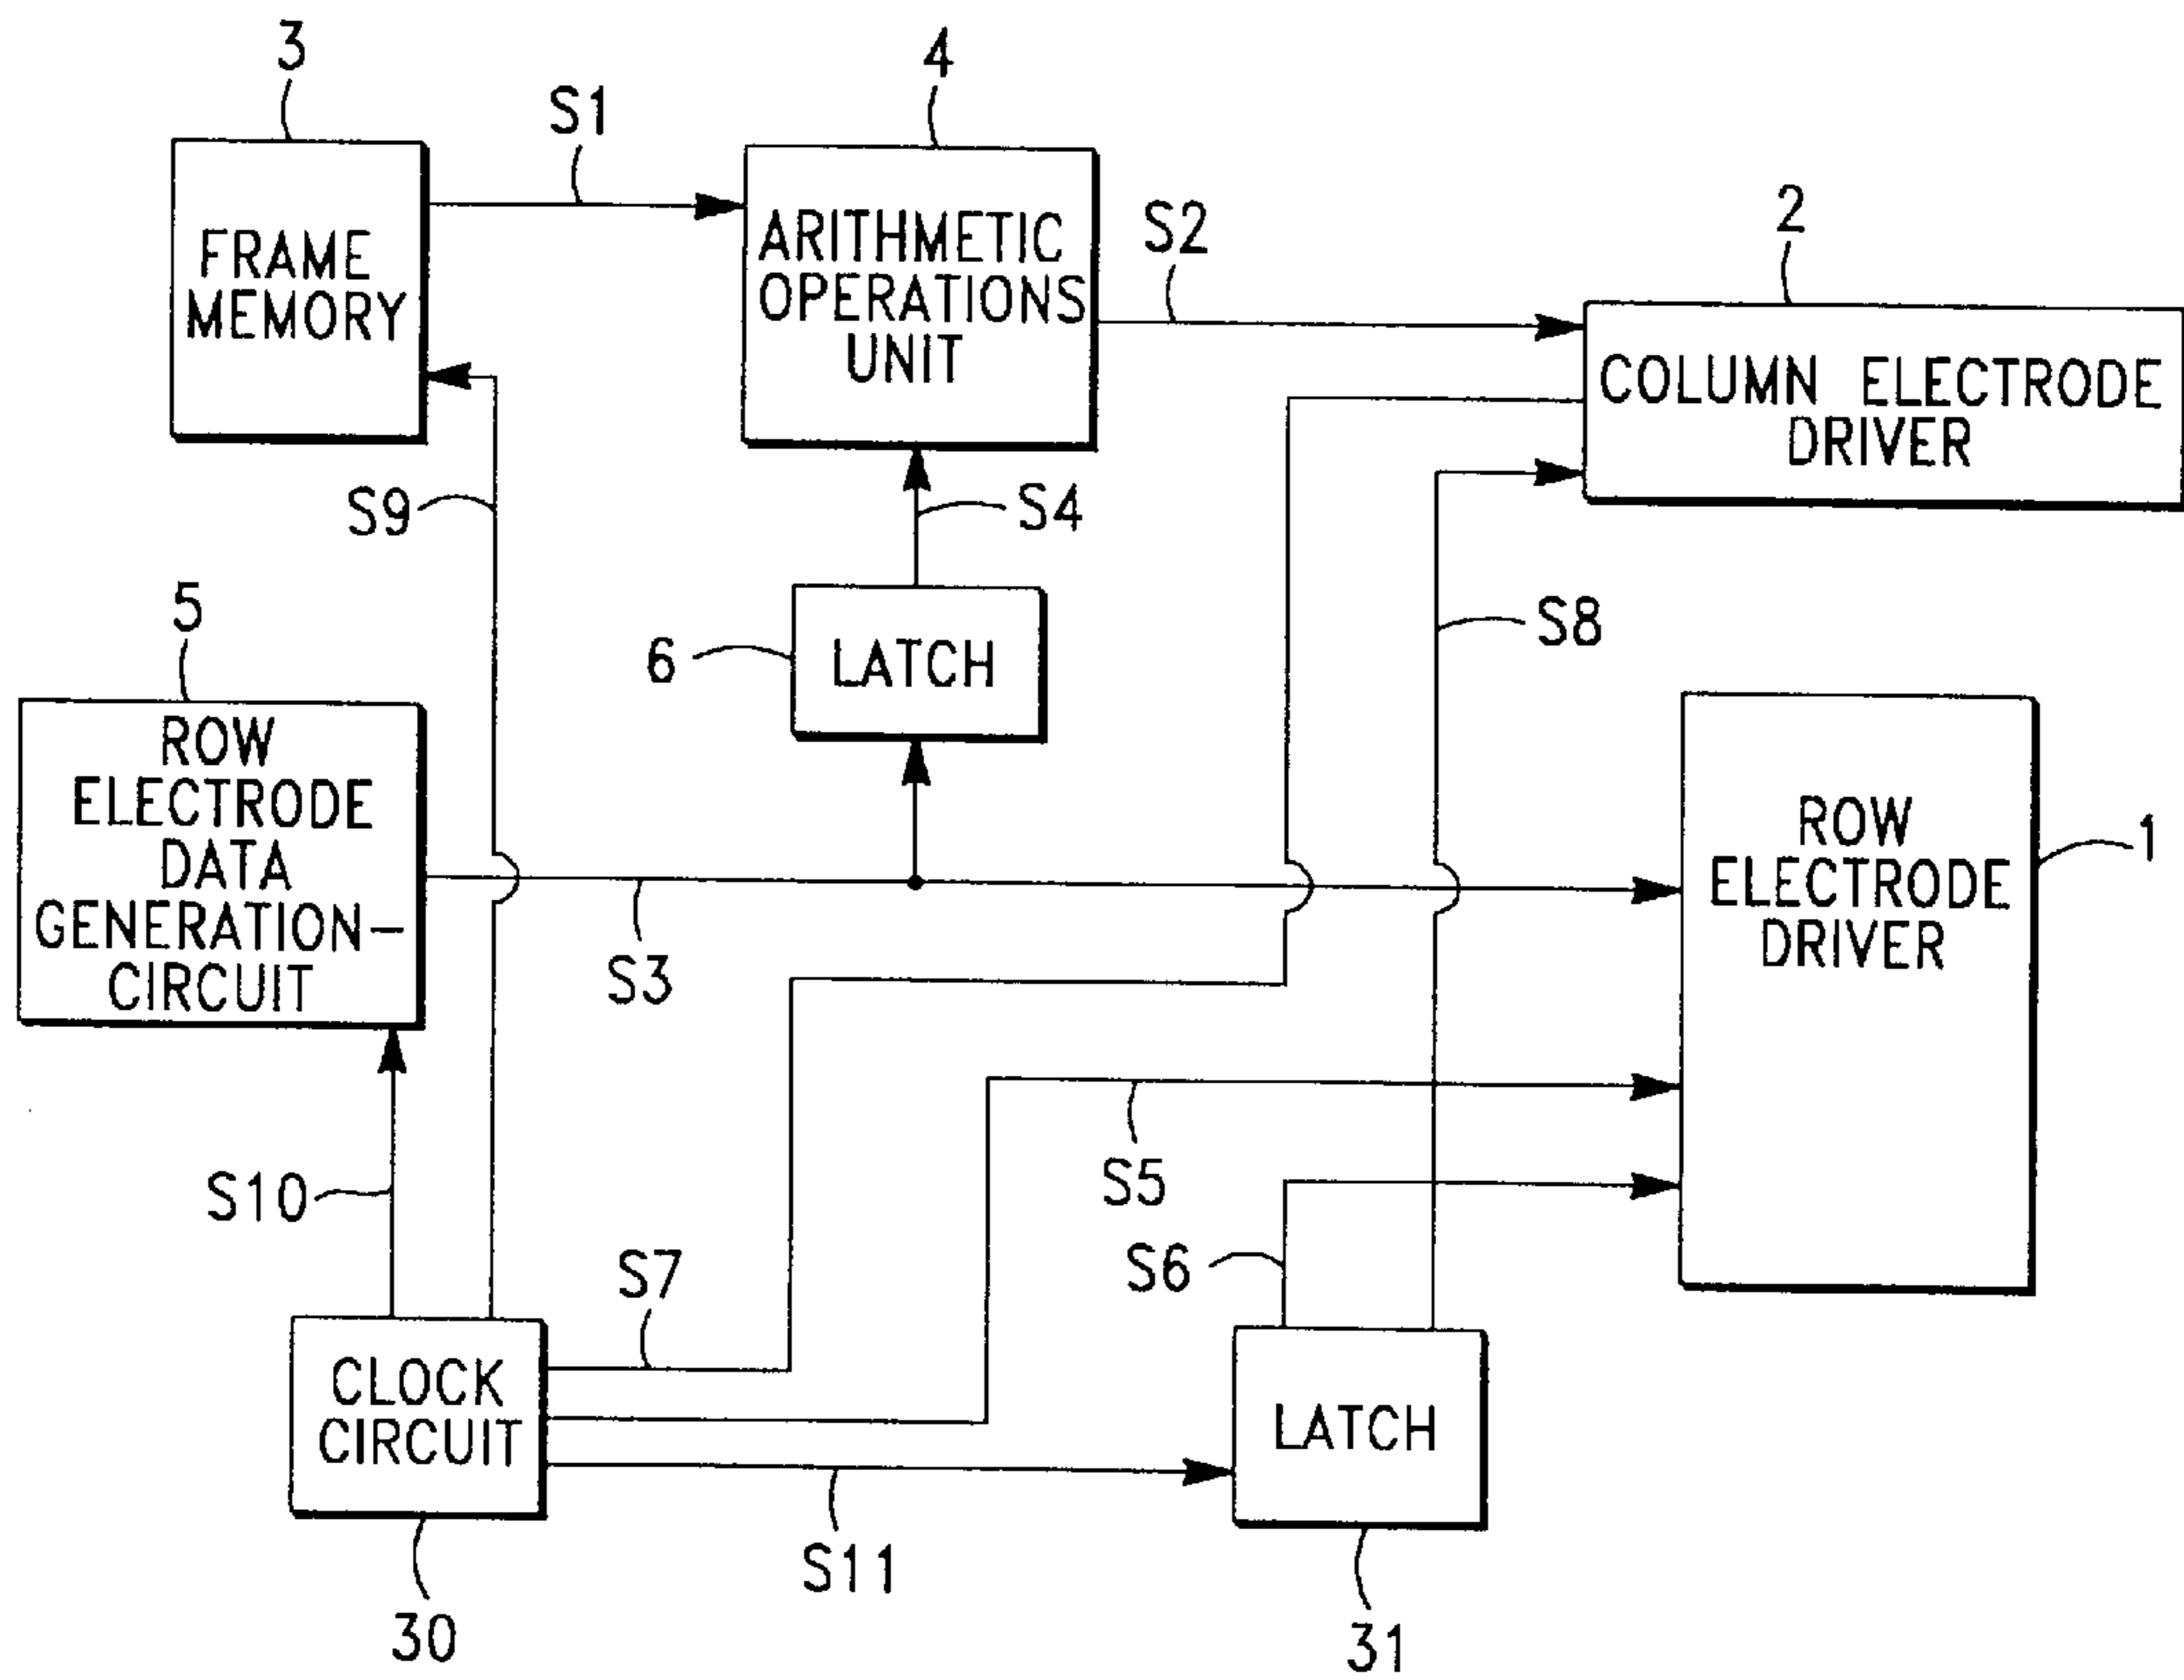 3
4
S1
2
FRAME
MEMORY
ARITHMETIC
OPERATIONS
UNIT
S2
COLUMN ELECTRODE
DRIVER
S9
S4
5
6
LATCH
S8
ROW
ELECTRODE
DATA
GENERATION-
CIRCUIT
ROW
ELECTRODE
DRIVER
1
S3
S10
S5
S7
S6
CLOCK
CIRCUIT
LATCH
S11
30
31